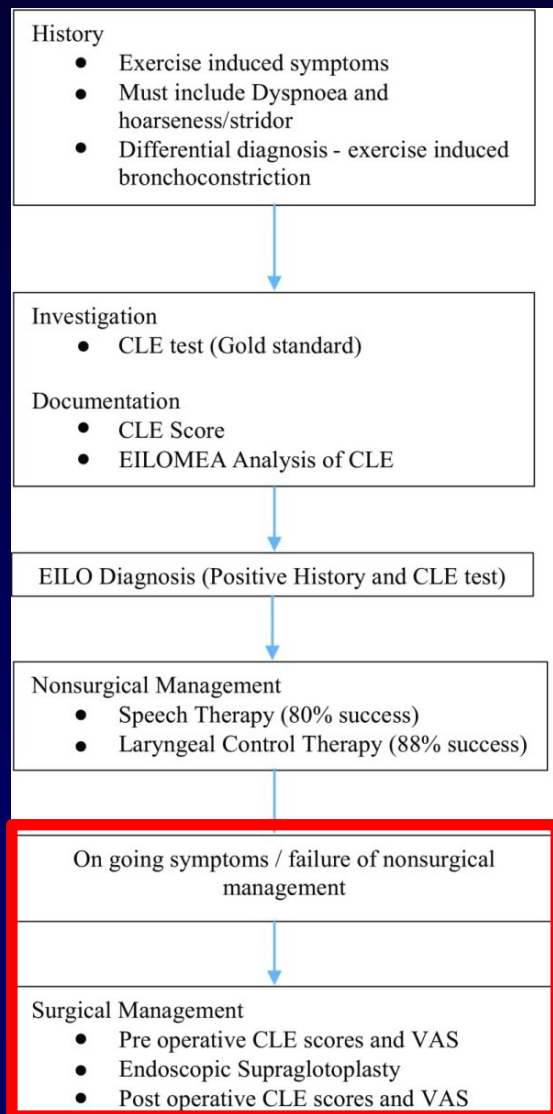 History
● Exercise induced symptoms
● Must include Dyspnoea and
hoarseness/stridor
● Differential diagnosis - exercise induced
bronchoconstriction
Investigation
● CLE test (Gold standard)
Documentation
● CLE Score
● EILOMEA Analysis of CLE
EILO Diagnosis (Positive History and CLE test)
Nonsurgical Management
● Speech Therapy (80% success)
● Laryngeal Control Therapy (88% success)
On going symptoms / failure of nonsurgical
management
Surgical Management
● Pre operative CLE scores and VAS
● Endoscopic Supraglotoplasty
● Post operative CLE scores and VAS